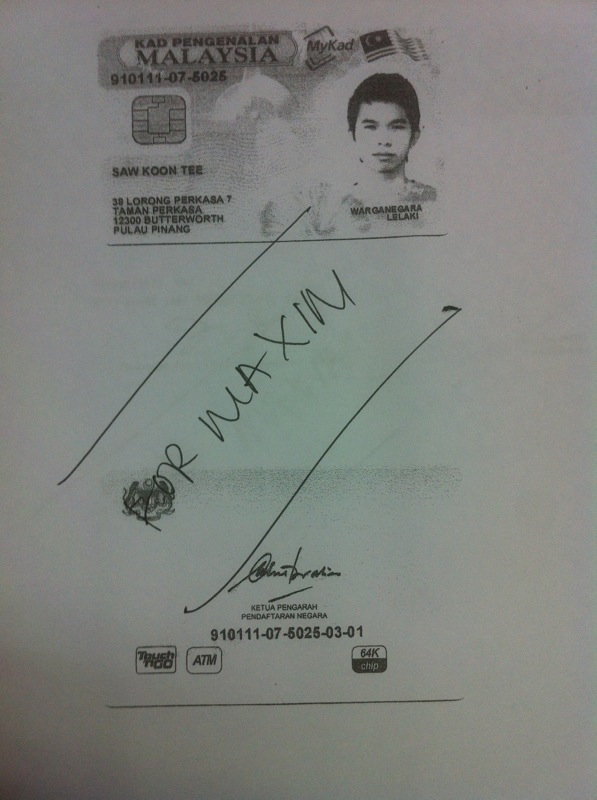 KAD PENGENALAN
MALAYSIA
MyKad
910111-07-5025
SAW KOON TEE
38 LORONG PERKASA 7
TAMAN PERKASA
12300 BUTTERWORTH
PULAU PINANG
WARGANEGARA
LELAKI
FOR MAXIM
KETUA PENGARAH
PENDAFTARAN NEGARA
910111-07-5025-03-01
Touch
nGO
ATM
64K
chip